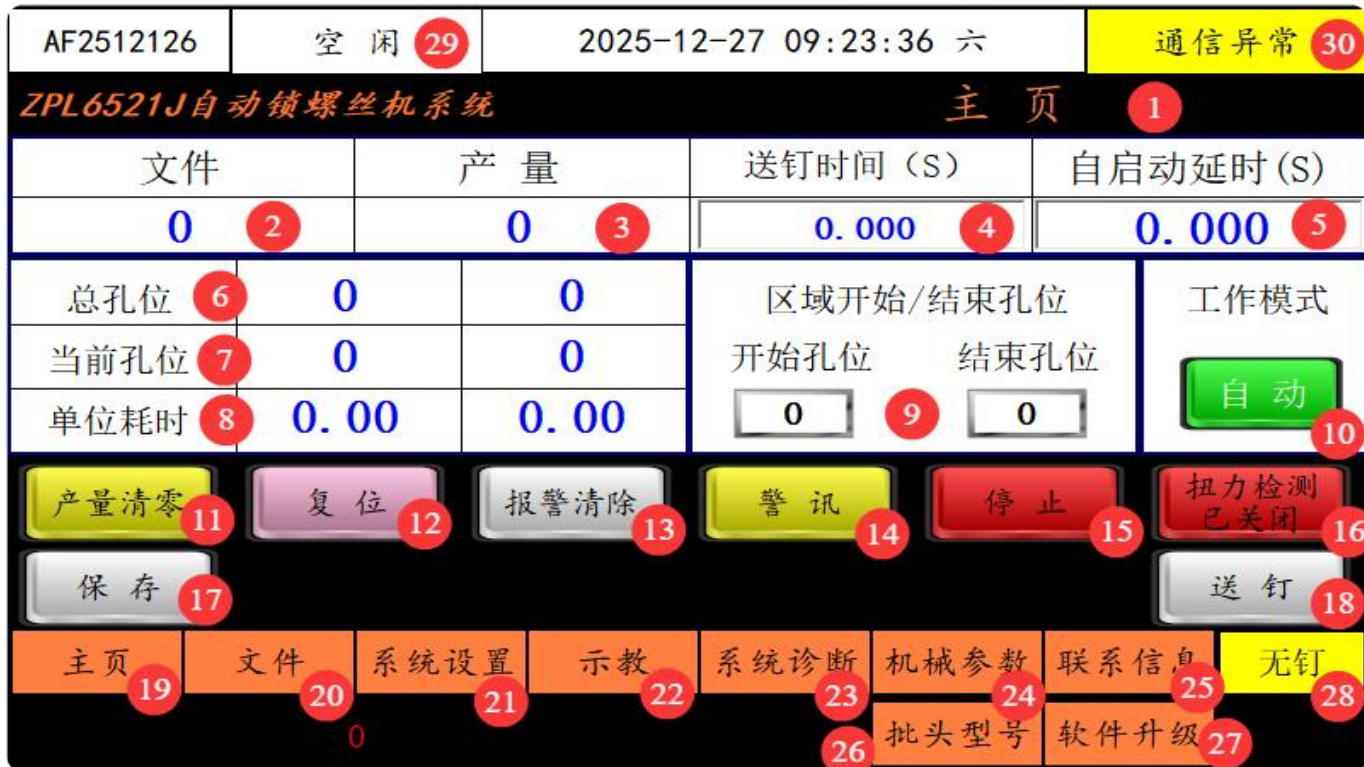 AF2512126 空 闲 29 2025-12-27 09:23:36 六 通信异常 30
ZPL6521J自动锁螺丝机系统 主 页 1
文件 产 量 送钉时间（S） 自启动延时(S)
0 2 0 3 0.000 4 0.000 5
总孔位 6 0 0 区域开始/结束孔位 工作模式
当前孔位 7 0 0 开始孔位 结束孔位
单位耗时 8 0.00 0.00 0 9 0 自 动 10
产量清零 11 复 位 12 报警清除 13 警 讯 14 停 止 15 扭力检测
已关闭 16
保 存 17 送 钉 18
主页 19 文件 20 系统设置 21 示教 22 系统诊断 23 机械参数 24 联系信息 25 无钉 28
0 26 批头型号 软件升级 27